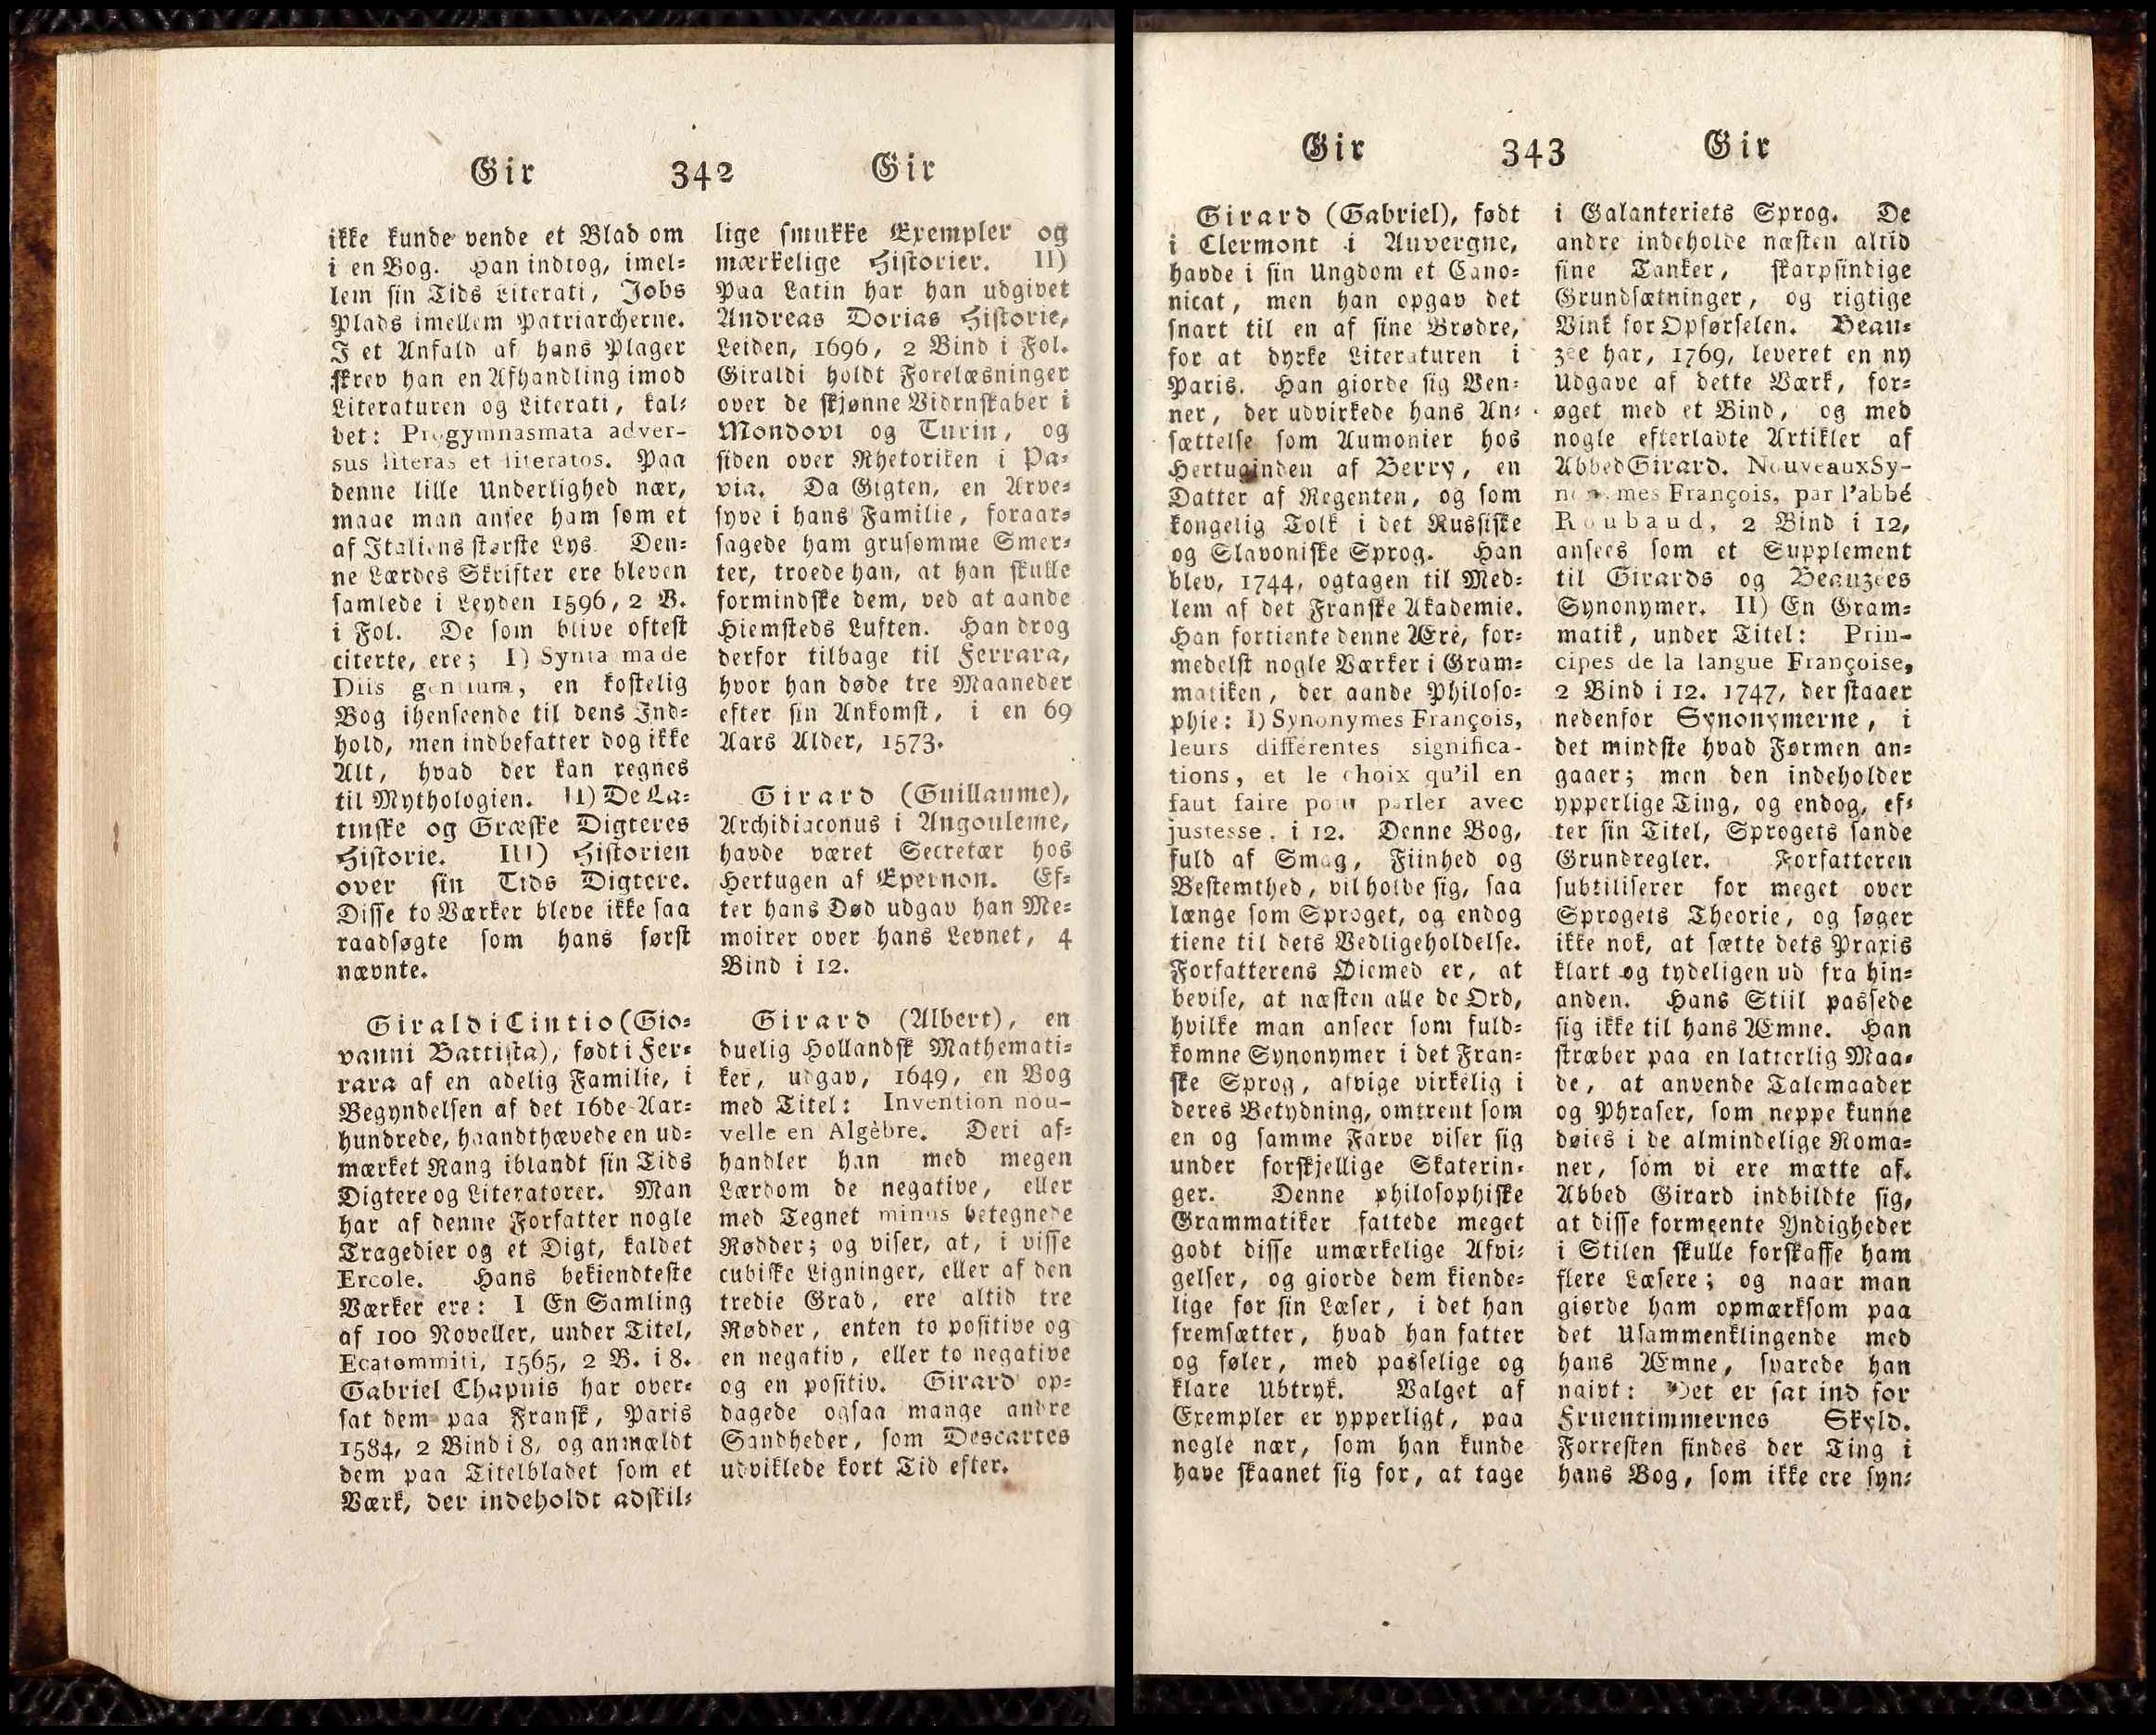 Gir 342 Gir
ikke kunde vende et Blad om
i en Bog. Han indtog, imel=
lem sin Tids Literati, Jobs
Plads imellem Patriarcherne.
I et Anfald af hans Plager
skrev han en Afhandling imod
Literaturen og Literati, kal=
det: Progymnasmata adver-
sus literas et literatos. Paa
denne lille Underlighed nær,
maae man ansee ham som et
af Italiens største Lys. Den=
ne Lærdes Skrifter ere bleven
samlede i Leyden 1596, 2 B.
i Fol. De som blive oftest
citerte, ere; I) Synta made
Diis gentium, en kostelig
Bog ihenseende til dens Ind=
hold, men indbefatter dog ikke
Alt, hvad der kan regnes
til Mythologien. II) De La=
tinske og Græske Digteres
Historie. III) Historien
over sin Tids Digtere.
Disse to Værker bleve ikke saa
raadsøgte som hans først
nævnte.
Giraldi Cintio (Gio=
vanni Battista), født i Fer=
rara af en adelig Familie, i
Begyndelsen af det 16de Aar=
hundrede, haandthævede en ud=
mærket Rang iblandt sin Tids
Digtere og Literatorer. Man
har af denne Forfatter nogle
Tragedier og et Digt, kaldet
Ercole. Hans bekiendteste
Værker ere: I En Samling
af 100 Noveller, under Titel,
Ecatommiti, 1565, 2 B. i 8.
Gabriel Chapuis har over=
sat dem paa Fransk, Paris
1584, 2 Bind i 8, og anmældt
dem paa Titelbladet som et
Værk, der indeholdt adskil=
lige smukke Exempler og
mærkelige Historier. II)
Paa Latin har han udgivet
Andreas Dorias Historie,
Leiden, 1696, 2 Bind i Fol.
Giraldi holdt Forelæsninger
over de skjønne Vidrnskaber i
Mondovi og Turin, og
siden over Rhetoriken i Pa=
via. Da Gigten, en Arve=
syve i hans Familie, foraar=
sagede ham grusomme Smer=
ter, troede han, at han skulle
formindske dem, ved at aande
Hiemsteds Luften. Han drog
derfor tilbage til Ferrara,
hvor han døde tre Maaneder
efter sin Ankomst, i en 69
Aars Alder, 1573.
Girard (Guillaume),
Archidiaconus i Angouleme,
havde været Secretær hos
Hertugen af Epernon. Ef=
ter hans Død udgav han Me=
moirer over hans Levnet, 4
Bind i 12.
Girard (Albert), en
duelig Hollandsk Mathemati=
ker, udgav, 1649, en Bog
med Titel: Invention nou-
velle en Algèbre. Deri af=
handler han med megen
Lærdom de negative, eller
med Tegnet minus betegnede
Rødder; og viser, at, i visse
cubiske Ligninger, eller af den
tredie Grad, ere altid tre
Rødder, enten to positive og
en negativ, eller to negative
og en positiv. Girard op=
dagede ogsaa mange andre
Sandheder, som Descartes
udviklede kort Tid efter.
Gir 343 Gir
Girard (Gabriel), født
i Clermont i Auvergne,
havde i sin Ungdom et Cano=
nicat, men han opgav det
snart til en af sine Brødre,
for at dyrke Literaturen i
Paris. Han giorde sig Ven=
ner, der udvirkede hans An=
sættelse som Aumonier hos
Hertuginden af Berry, en
Datter af Regenten, og som
kongelig Tolk i det Russiske
og Slavoniske Sprog. Han
blev, 1744, ogtagen til Med=
lem af det Franske Akademie.
Han fortiente denne Ære, for=
medelst nogle Værker i Gram=
matiken, der aande Philoso=
phie: I) Synonymes François,
leurs différentes significa-
tions, et le choix qu'il en
faut faire pour parler avec
justesse. i 12. Denne Bog,
fuld af Smag, Fiinhed og
Bestemthed, vil holde sig, saa
længe som Sproget, og endog
tiene til dets Vedligeholdelse.
Forfatterens Øiemed er, at
bevise, at næsten alle de Ord,
hvilke man anseer som fuld=
komne Synonymer i det Fran=
ske Sprog, afvige virkelig i
deres Betydning, omtrent som
en og samme Farve viser sig
under forskjellige Skaterin=
ger. Denne philosophiske
Grammatiker fattede meget
godt disse umærkelige Afvi=
gelser, og giorde dem kiende=
lige for sin Læser, i det han
fremsætter, hvad han fatter
og føler, med passelige og
klare Ubtryk. Valget af
Exempler er ypperligt, paa
nogle nær, som han kunde
have skaanet sig for, at tage
i Galanteriets Sprog. De
andre indeholde næsten altid
sine Tanker, skarpsindige
Grundsætninger, og rigtige
Vink for Opførselen. Beau=
zee har, 1769, leveret en ny
Udgave af dette Værk, for=
øget med et Bind, og med
nogle efterladte Artikler af
Abbed Girard. Nouveaux Sy-
nonymes François, par l'abbé
Roubaud, 2 Bind i 12,
ansees som et Supplement
til Girards og Beauzees
Synonymer. II) En Gram=
matik, under Titel: Prin-
cipes de la langue Françoise,
2 Bind i 12. 1747, der staaer
nedenfor Synonymerne, i
det mindste hvad Formen an=
gaaer; men den indeholder
ypperlige Ting, og endog, ef=
ter sin Titel, Sprogets sande
Grundregler. Forfatteren
subtiliserer for meget over
Sprogets Theorie, og søger
ikke nok, at sætte dets Praxis
klart og tydeligen ud fra hin=
anden. Hans Stiil passede
sig ikke til hans Æmne. Han
stræber paa en latterlig Maa=
de, at anvende Talemaader
og Phraser, som neppe kunne
døies i de almindelige Roma=
ner, som vi ere mætte af.
Abbed Girard indbildte sig,
at disse formeente Yndigheder
i Stilen skulle forskaffe ham
flere Læsere; og naar man
giorde ham opmærksom paa
det Usammenklingende med
hans Æmne, svarede han
naivt: Det er sat ind for
Fruentimmernes Skyld.
Forresten findes der Ting i
hans Bog, som ikke ere syn=